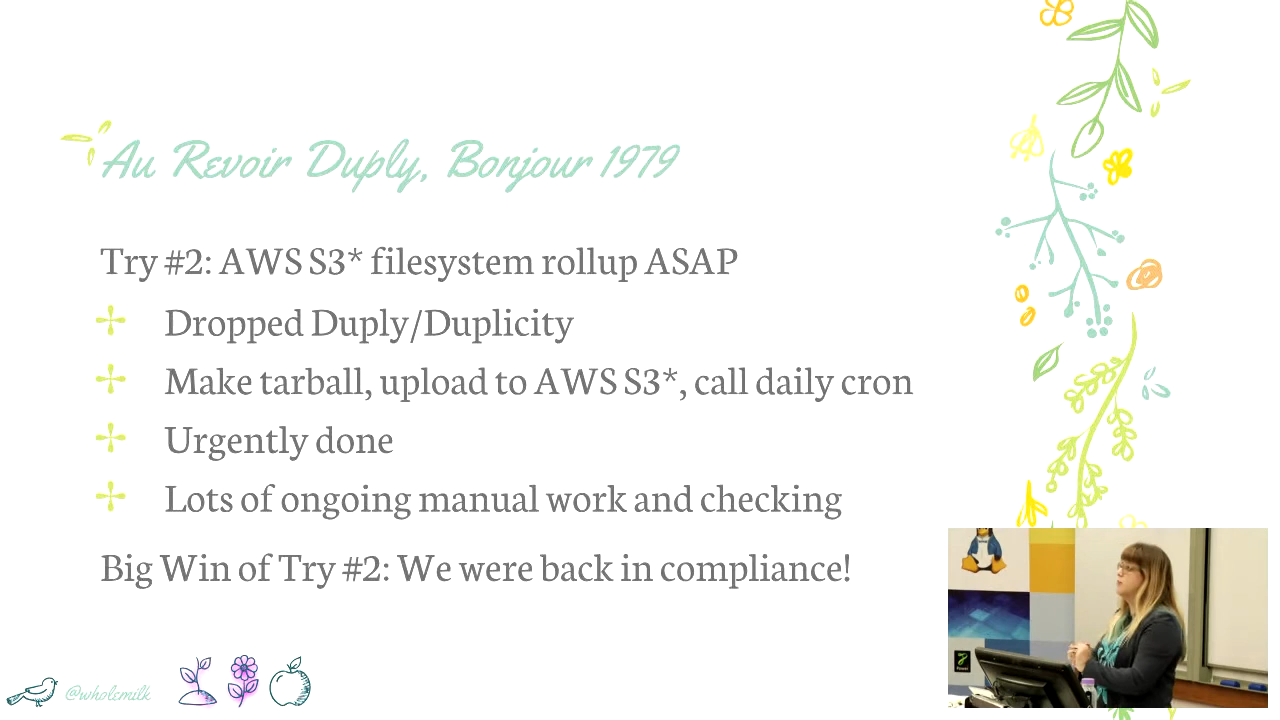 Au Revoir Duply, Bonjour 1979
Try #2: AWS S3* filesystem rollup ASAP
Dropped Duply/Duplicity
Make tarball, upload to AWS S3*, call daily cron
Urgently done
Lots of ongoing manual work and checking
Big Win of Try #2: We were back in compliance!
@wholemilk